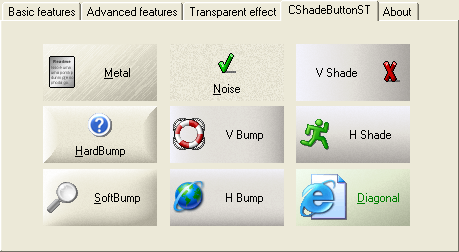 Basic features Advanced features Transparent effect CShadeButtonST About
Metal Noise V Shade
HardBump V Bump H Shade
SoftBump H Bump Diagonal